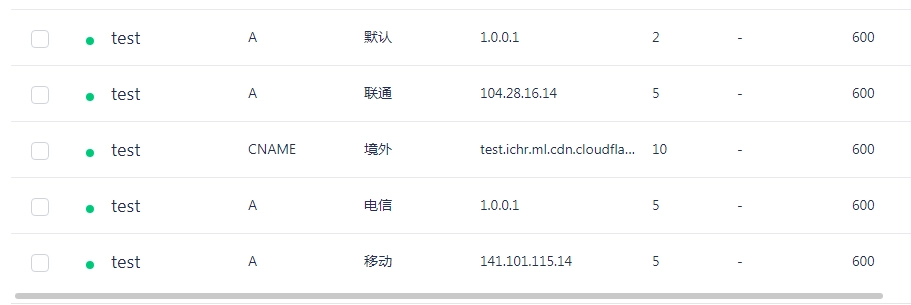 test A 默认 1.0.0.1 2 - 600
test A 联通 104.28.16.14 5 - 600
test CNAME 境外 test.ichr.ml.cdn.cloudfla... 10 - 600
test A 电信 1.0.0.1 5 - 600
test A 移动 141.101.115.14 5 - 600